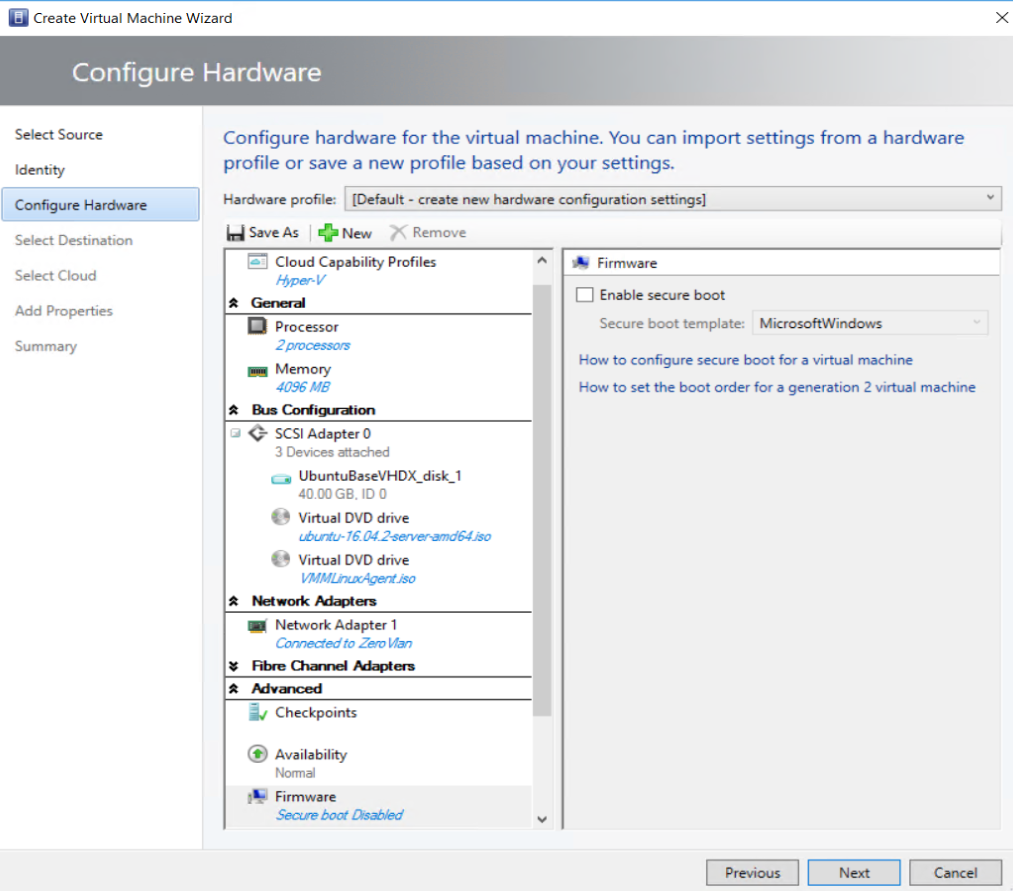 Create Virtual Machine Wizard
Configure Hardware
Select Source
Identity
Configure Hardware
Select Destination
Select Cloud
Add Properties
Summary
Configure hardware for the virtual machine. You can import settings from a hardware
profile or save a new profile based on your settings.
Hardware profile: [Default - create new hardware configuration settings]
Save As New Remove
Cloud Capability Profiles
Hyper-V
General
Processor
2 processors
Memory
4096 MB
Bus Configuration
SCSI Adapter 0
3 Devices attached
UbuntuBaseVHDX_disk_1
40.00 GB, ID 0
Virtual DVD drive
ubuntu-16.04.2-server-amd64.iso
Virtual DVD drive
VMMLinuxAgent.iso
Network Adapters
Network Adapter 1
Connected to ZeroVlan
Fibre Channel Adapters
Advanced
Checkpoints
Availability
Normal
Firmware
Secure boot Disabled
Firmware
Enable secure boot
Secure boot template: MicrosoftWindows
How to configure secure boot for a virtual machine
How to set the boot order for a generation 2 virtual machine
Previous Next Cancel